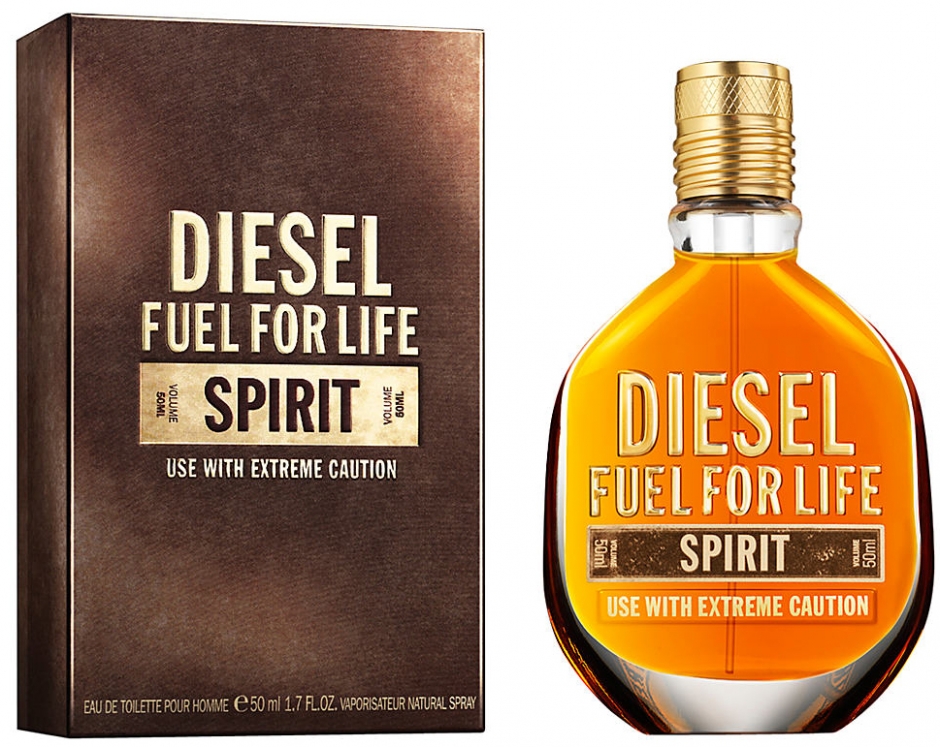 DIESEL
FUEL FOR LIFE
VOLUME
50ML
SPIRIT
VOLUME
50ML
USE WITH EXTREME CAUTION
EAU DE TOILETTE POUR HOMME ℮50 ml 1.7 FL.OZ. VAPORISATEUR NATURAL SPRAY
DIESEL
FUEL FOR LIFE
VOLUME
50ml
SPIRIT
VOLUME
50ml
USE WITH EXTREME CAUTION